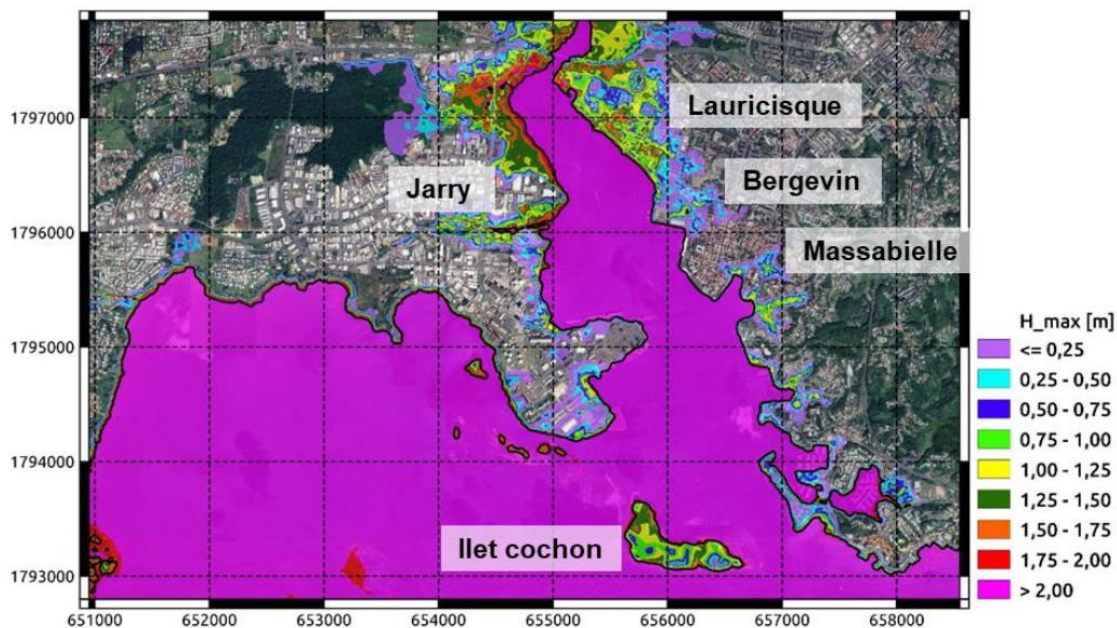 1797000
1796000
1795000
1794000
1793000
651000
652000
653000
654000
655000
656000
657000
658000
Lauricisque
Jarry
Bergevin
Massabielle
Ilet cochon
H_max [m]
<= 0,25
0,25 - 0,50
0,50 - 0,75
0,75 - 1,00
1,00 - 1,25
1,25 - 1,50
1,50 - 1,75
1,75 - 2,00
> 2,00